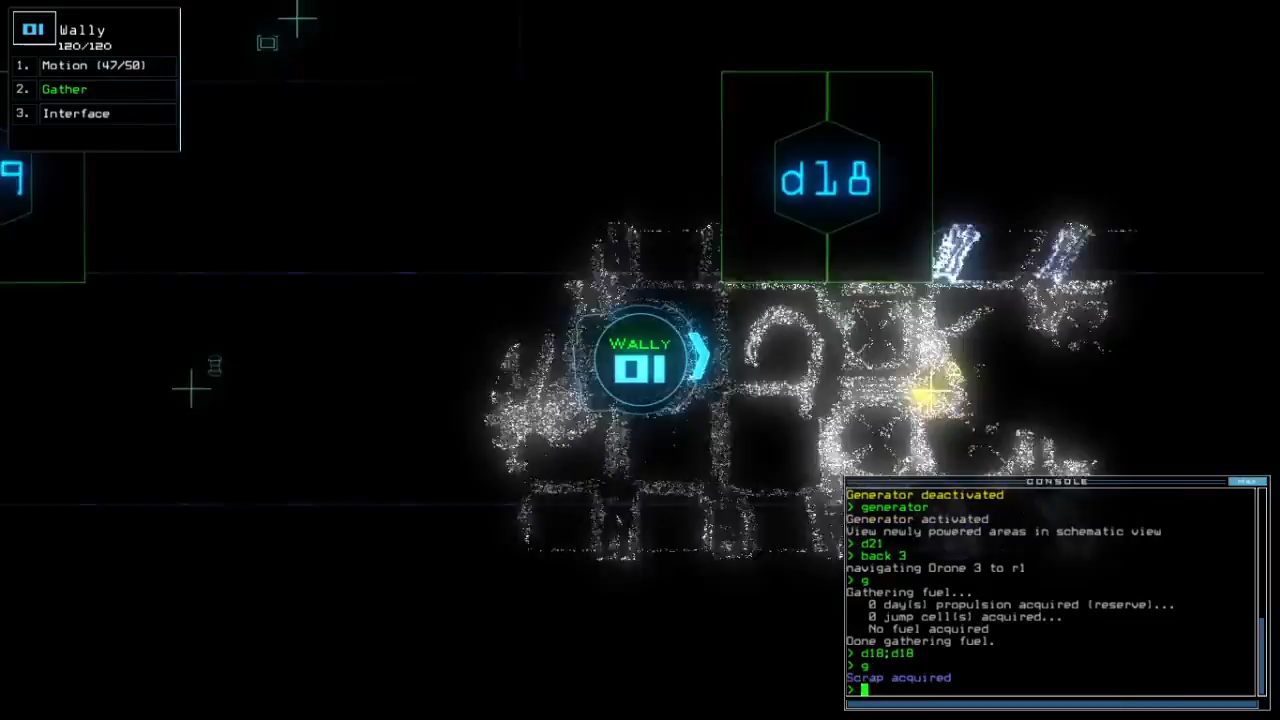 01 Wally
120/120
1. Motion (47/50)
2. Gather
3. Interface
9
d18
WALLY
01
CONSOLE
Generator deactivated
> generator
Generator activated
View newly powered areas in schematic view
> d21
> back 3
navigating Drone 3 to r1
> g
Gathering fuel...
0 day(s) propulsion acquired (reserve)...
0 jump cell(s) acquired...
No fuel acquired
Done gathering fuel.
> d18;d18
> g
Scrap acquired
>